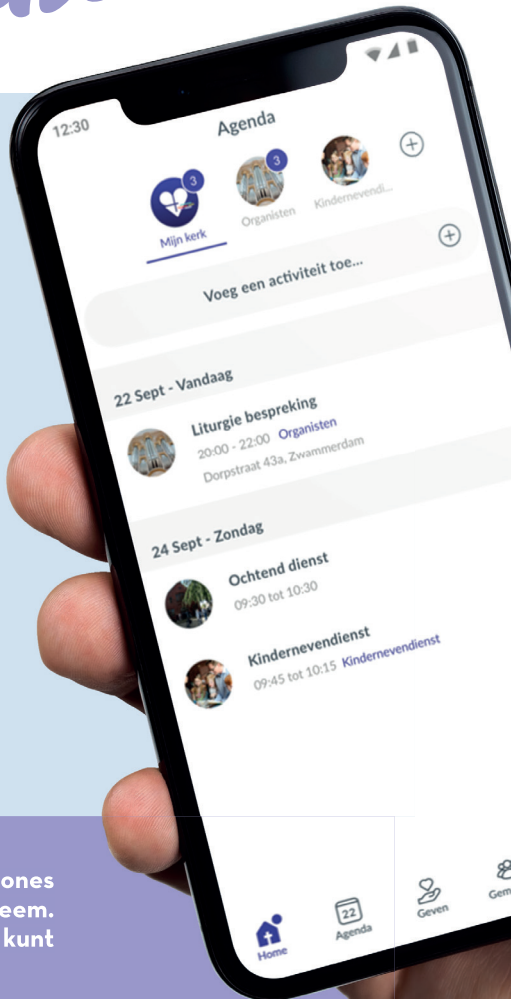 12:30
Agenda
3
3
Mijn kerk
Organisten
Kindernevendi...
Voeg een activiteit toe...
22 Sept - Vandaag
Liturgie bespreking
20:00 - 22:00 Organisten
Dorpstraat 43a, Zwammerdam
24 Sept - Zondag
Ochtend dienst
09:30 tot 10:30
Kindernevendienst
09:45 tot 10:15 Kindernevendienst
ones
eem.
kunt
22
Home
Agenda
Geven
Gem